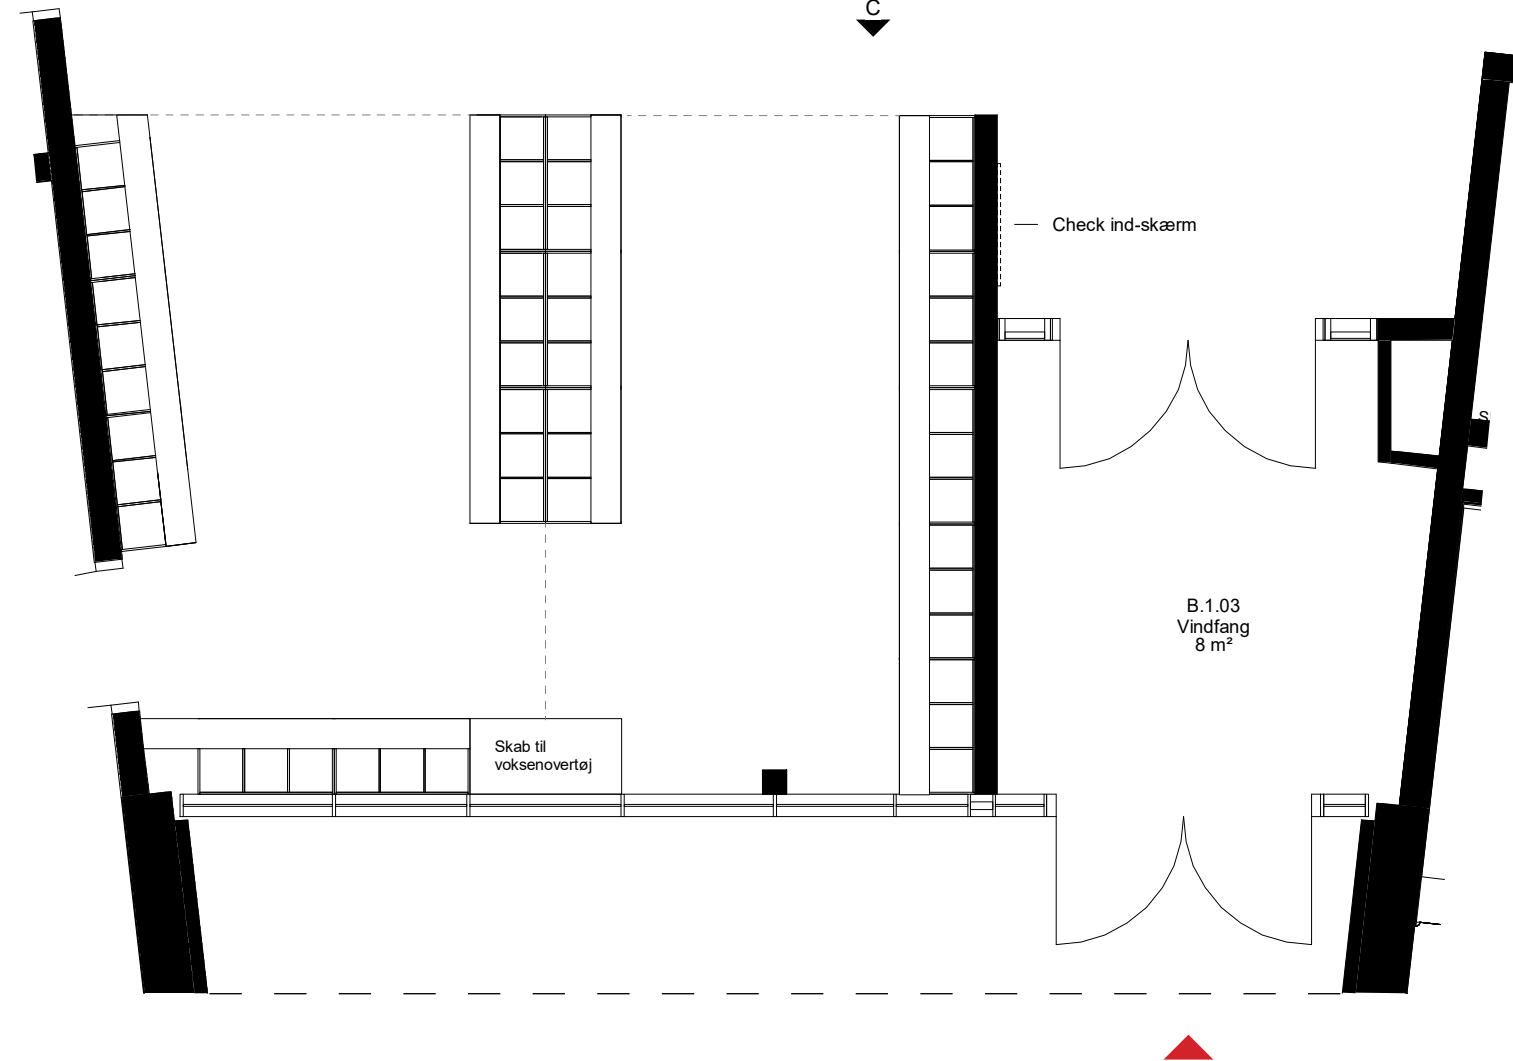 C
Check ind-skærm
S
B.1.03
Vindfang
8 m²
Skab til
voksenovertøj